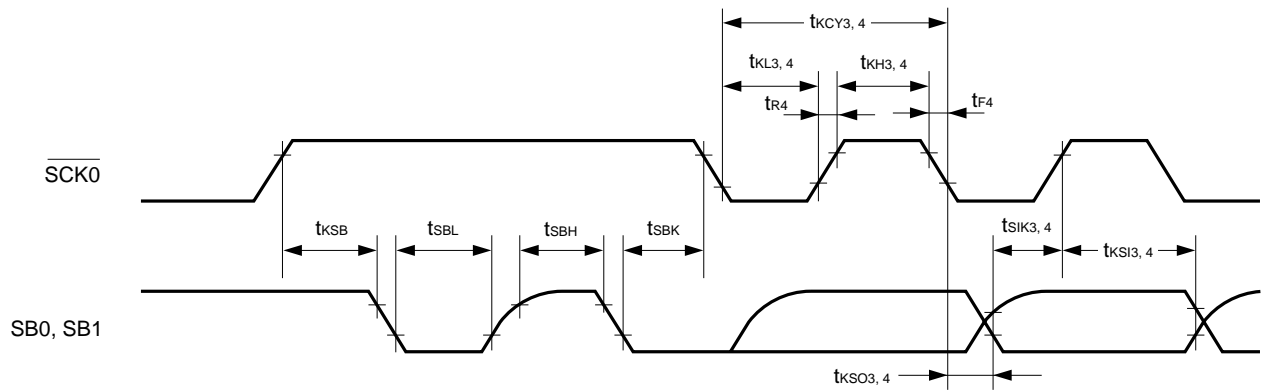 tKCY3, 4
tKL3, 4
tKH3, 4
tR4
tF4
SCK0
tKSB
tSBL
tSBH
tSBK
tSIK3, 4
tKSI3, 4
SB0, SB1
tKSO3, 4